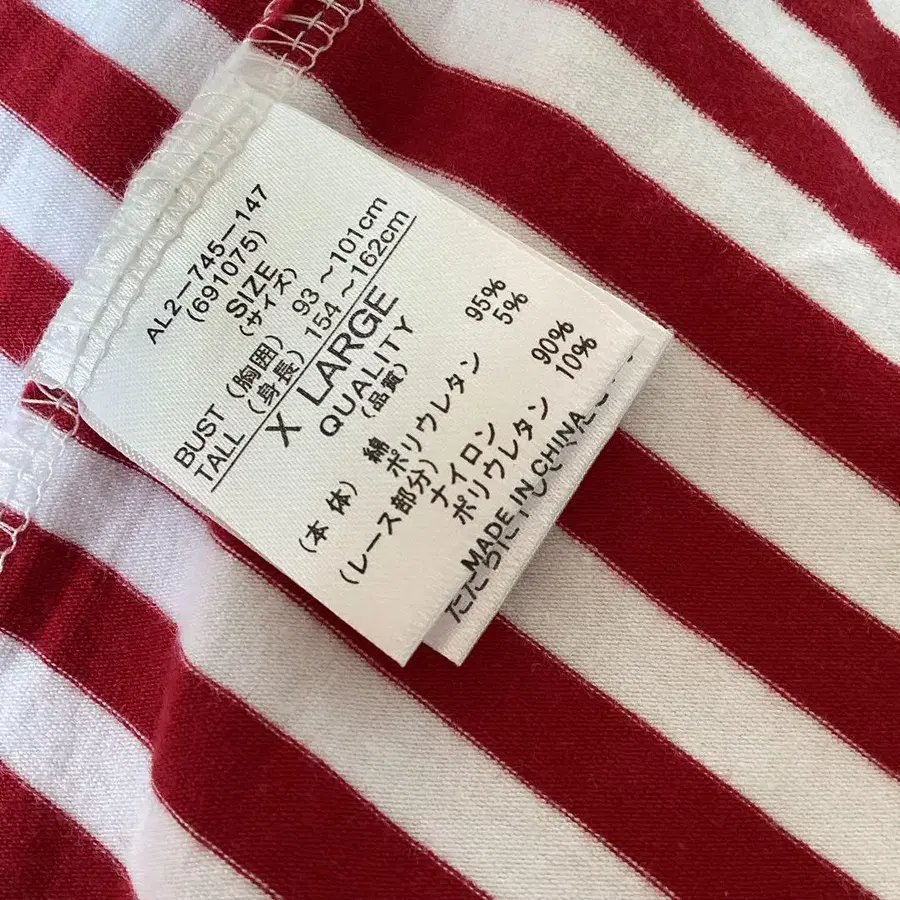 AL2-745-147
(691075)
SIZE
(サイズ)
BUST (胸囲) 93～101cm
TALL (身長) 154～162cm
X LARGE
QUALITY
(品質)
(本 体) 綿 95%
ポリウレタン 5%
(レース部分)
ナイロン 90%
ポリウレタン 10%
MADE IN CHINA